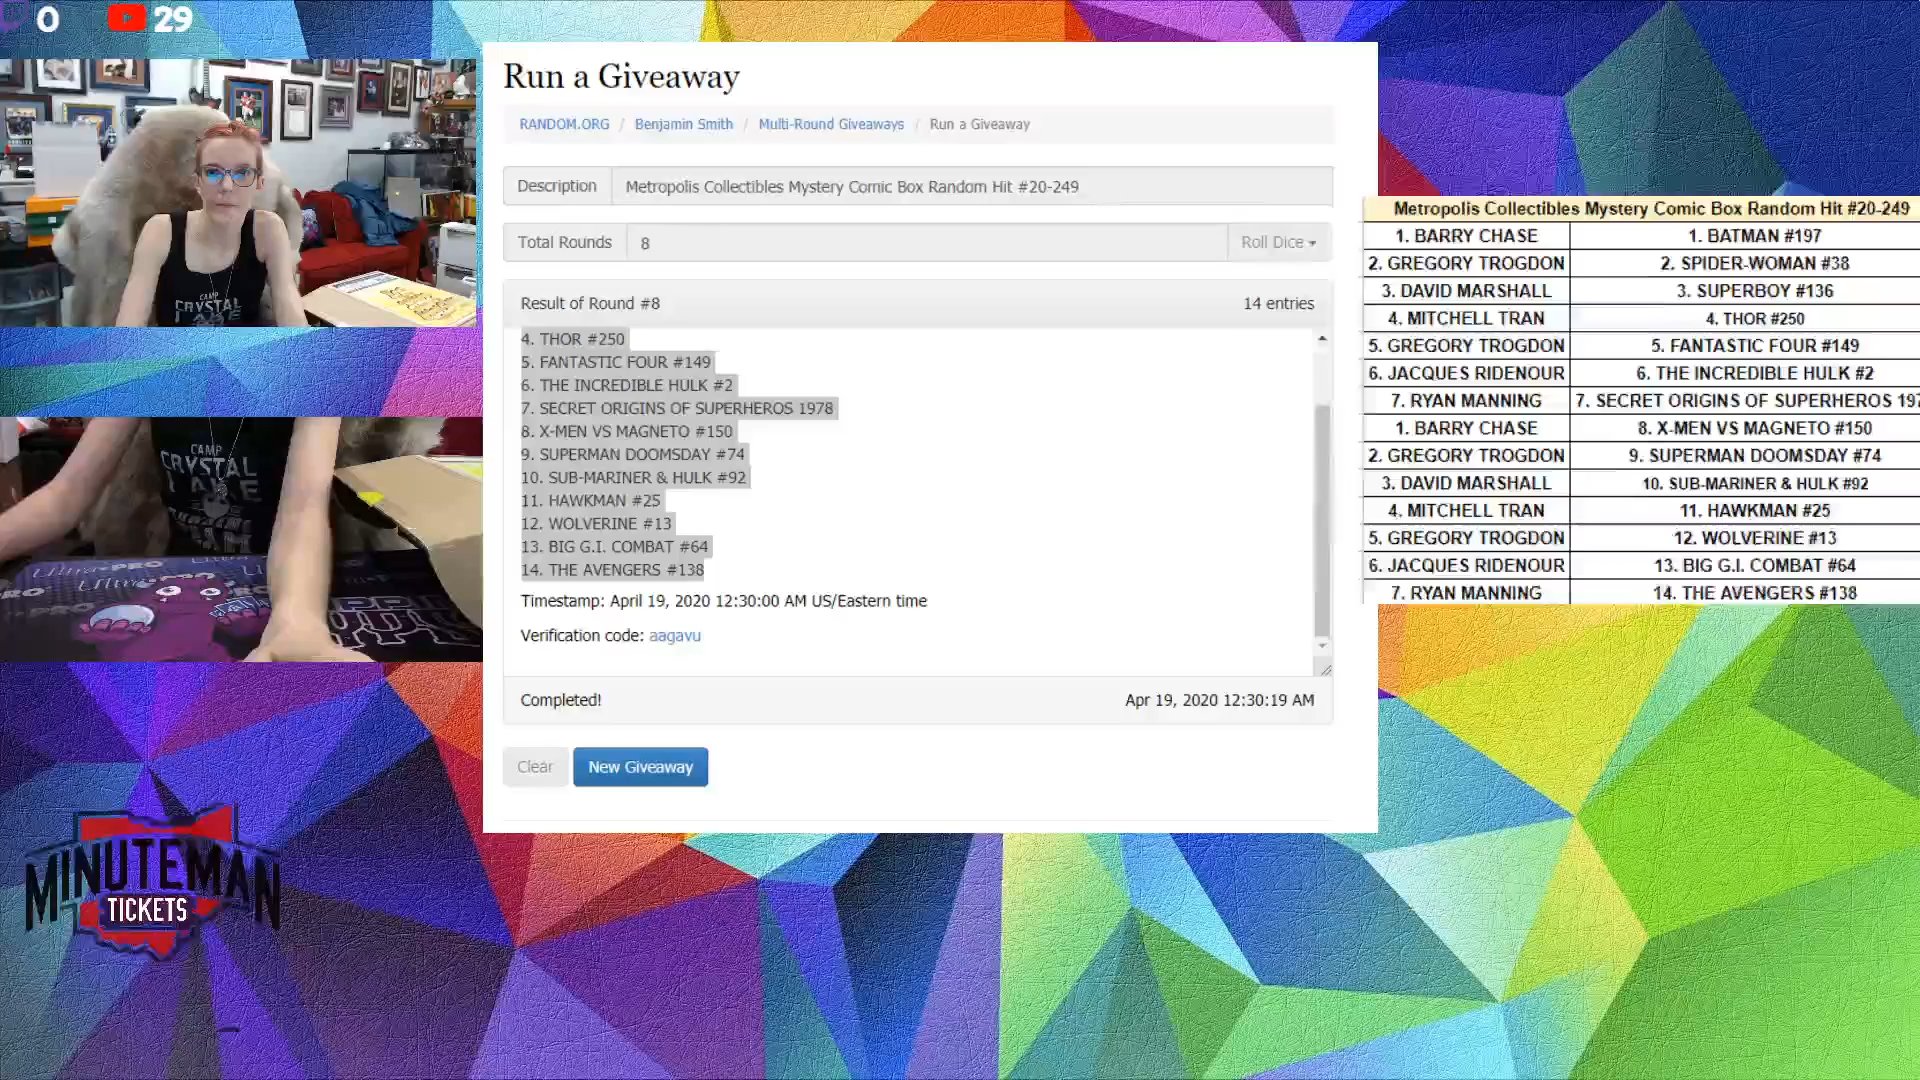 0
29
Run a Giveaway
RANDOM.ORG / Benjamin Smith / Multi-Round Giveaways / Run a Giveaway
Description Metropolis Collectibles Mystery Comic Box Random Hit #20-249
Total Rounds 8 Roll Dice
Result of Round #8 14 entries
4. THOR #250
5. FANTASTIC FOUR #149
6. THE INCREDIBLE HULK #2
7. SECRET ORIGINS OF SUPERHEROS 1978
8. X-MEN VS MAGNETO #150
9. SUPERMAN DOOMSDAY #74
10. SUB-MARINER & HULK #92
11. HAWKMAN #25
12. WOLVERINE #13
13. BIG G.I. COMBAT #64
14. THE AVENGERS #138
Timestamp: April 19, 2020 12:30:00 AM US/Eastern time
Verification code: aagavu
Completed! Apr 19, 2020 12:30:19 AM
Clear New Giveaway
Metropolis Collectibles Mystery Comic Box Random Hit #20-249
1. BARRY CHASE 1. BATMAN #197
2. GREGORY TROGDON 2. SPIDER-WOMAN #38
3. DAVID MARSHALL 3. SUPERBOY #136
4. MITCHELL TRAN 4. THOR #250
5. GREGORY TROGDON 5. FANTASTIC FOUR #149
6. JACQUES RIDENOUR 6. THE INCREDIBLE HULK #2
7. RYAN MANNING 7. SECRET ORIGINS OF SUPERHEROS 197
1. BARRY CHASE 8. X-MEN VS MAGNETO #150
2. GREGORY TROGDON 9. SUPERMAN DOOMSDAY #74
3. DAVID MARSHALL 10. SUB-MARINER & HULK #92
4. MITCHELL TRAN 11. HAWKMAN #25
5. GREGORY TROGDON 12. WOLVERINE #13
6. JACQUES RIDENOUR 13. BIG G.I. COMBAT #64
7. RYAN MANNING 14. THE AVENGERS #138
CAMP
CRYSTAL
LAKE
CAMP
CRYSTAL
LAKE
Ultra PRO
MINUTEMAN
TICKETS